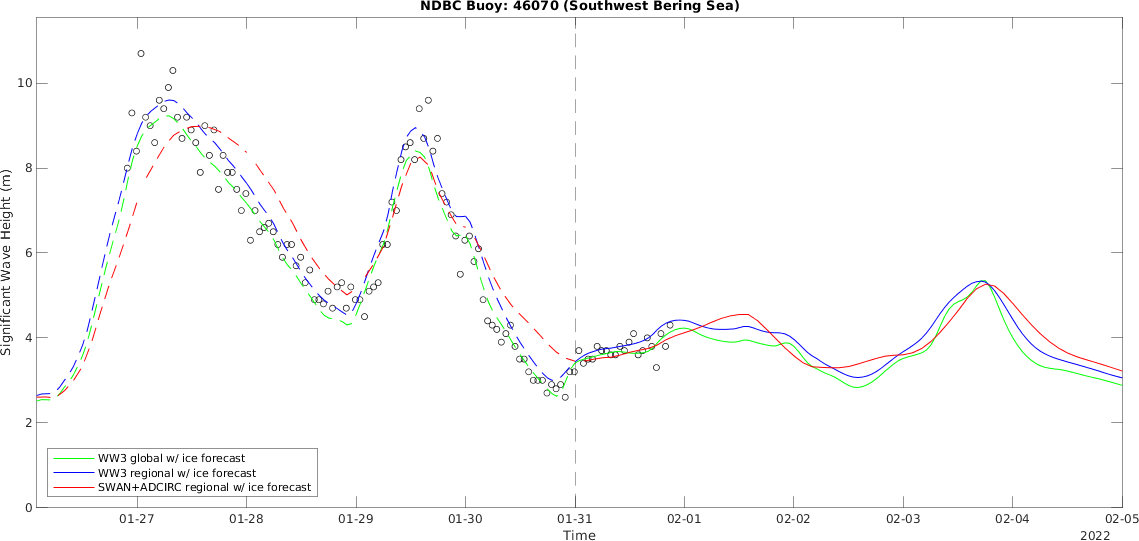 NDBC Buoy: 46070 (Southwest Bering Sea)
Significant Wave Height (m)
10
8
6
4
2
0
WW3 global w/ ice forecast
WW3 regional w/ ice forecast
SWAN+ADCIRC regional w/ ice forecast
01-27 01-28 01-29 01-30 01-31 02-01 02-02 02-03 02-04 02-05
Time
2022